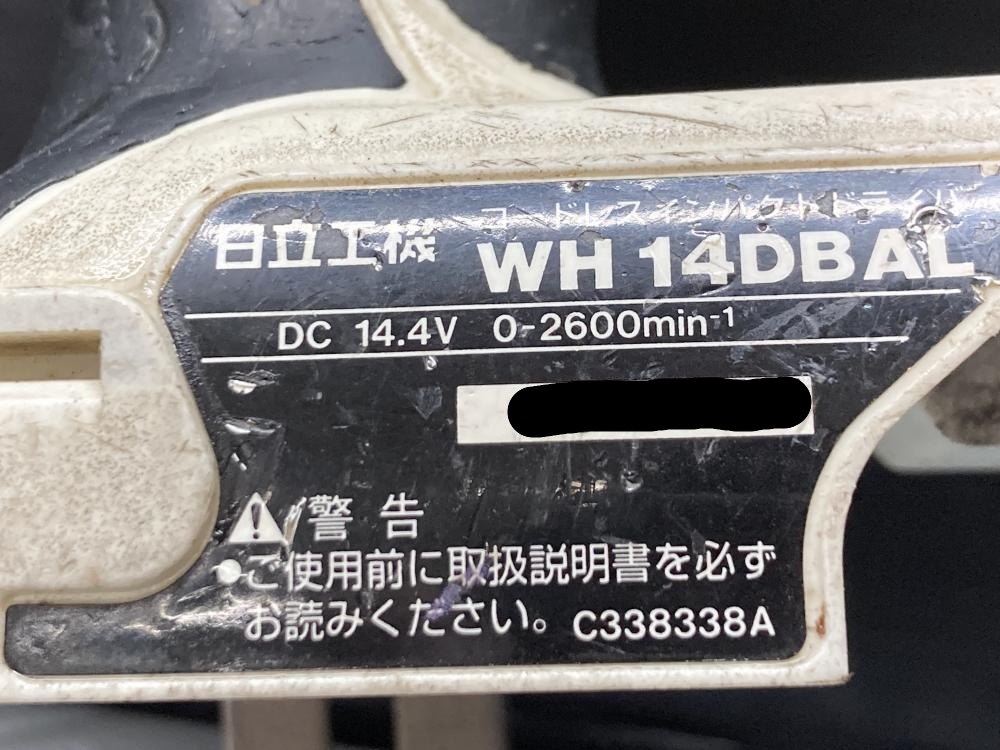 コードレスインパクトドライバ
日立工機 WH 14DBAL
DC 14.4V 0-2600min-1
警告
●ご使用前に取扱説明書を必ず
お読みください。 C338338A